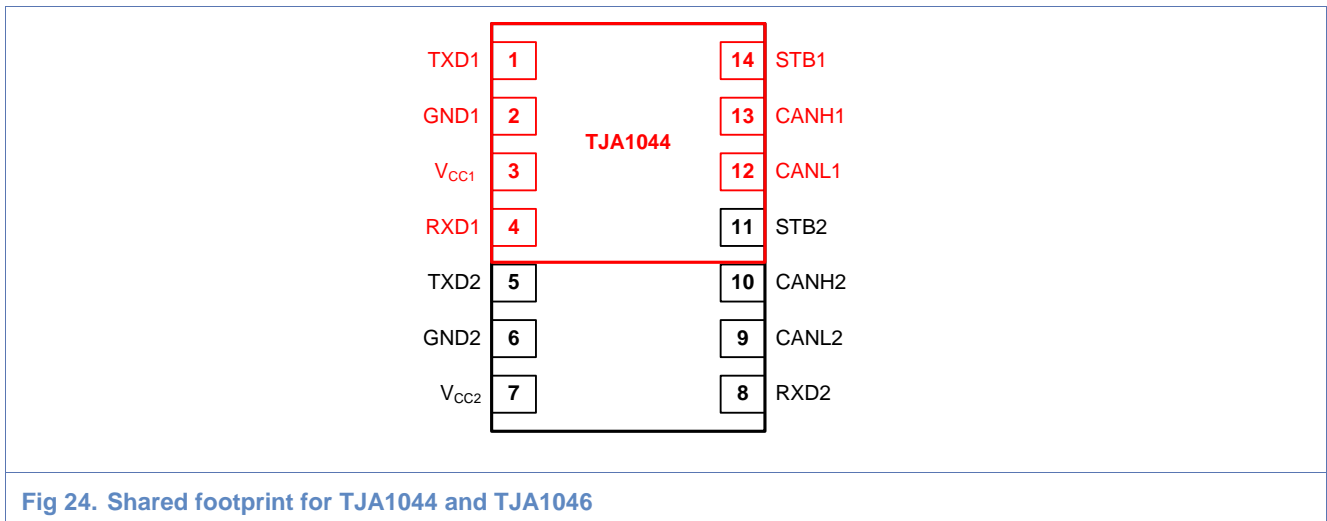 TXD1 1 14 STB1
GND1 2 13 CANH1
TJA1044
VCC1 3 12 CANL1
RXD1 4 11 STB2
TXD2 5 10 CANH2
GND2 6 9 CANL2
VCC2 7 8 RXD2
Fig 24. Shared footprint for TJA1044 and TJA1046